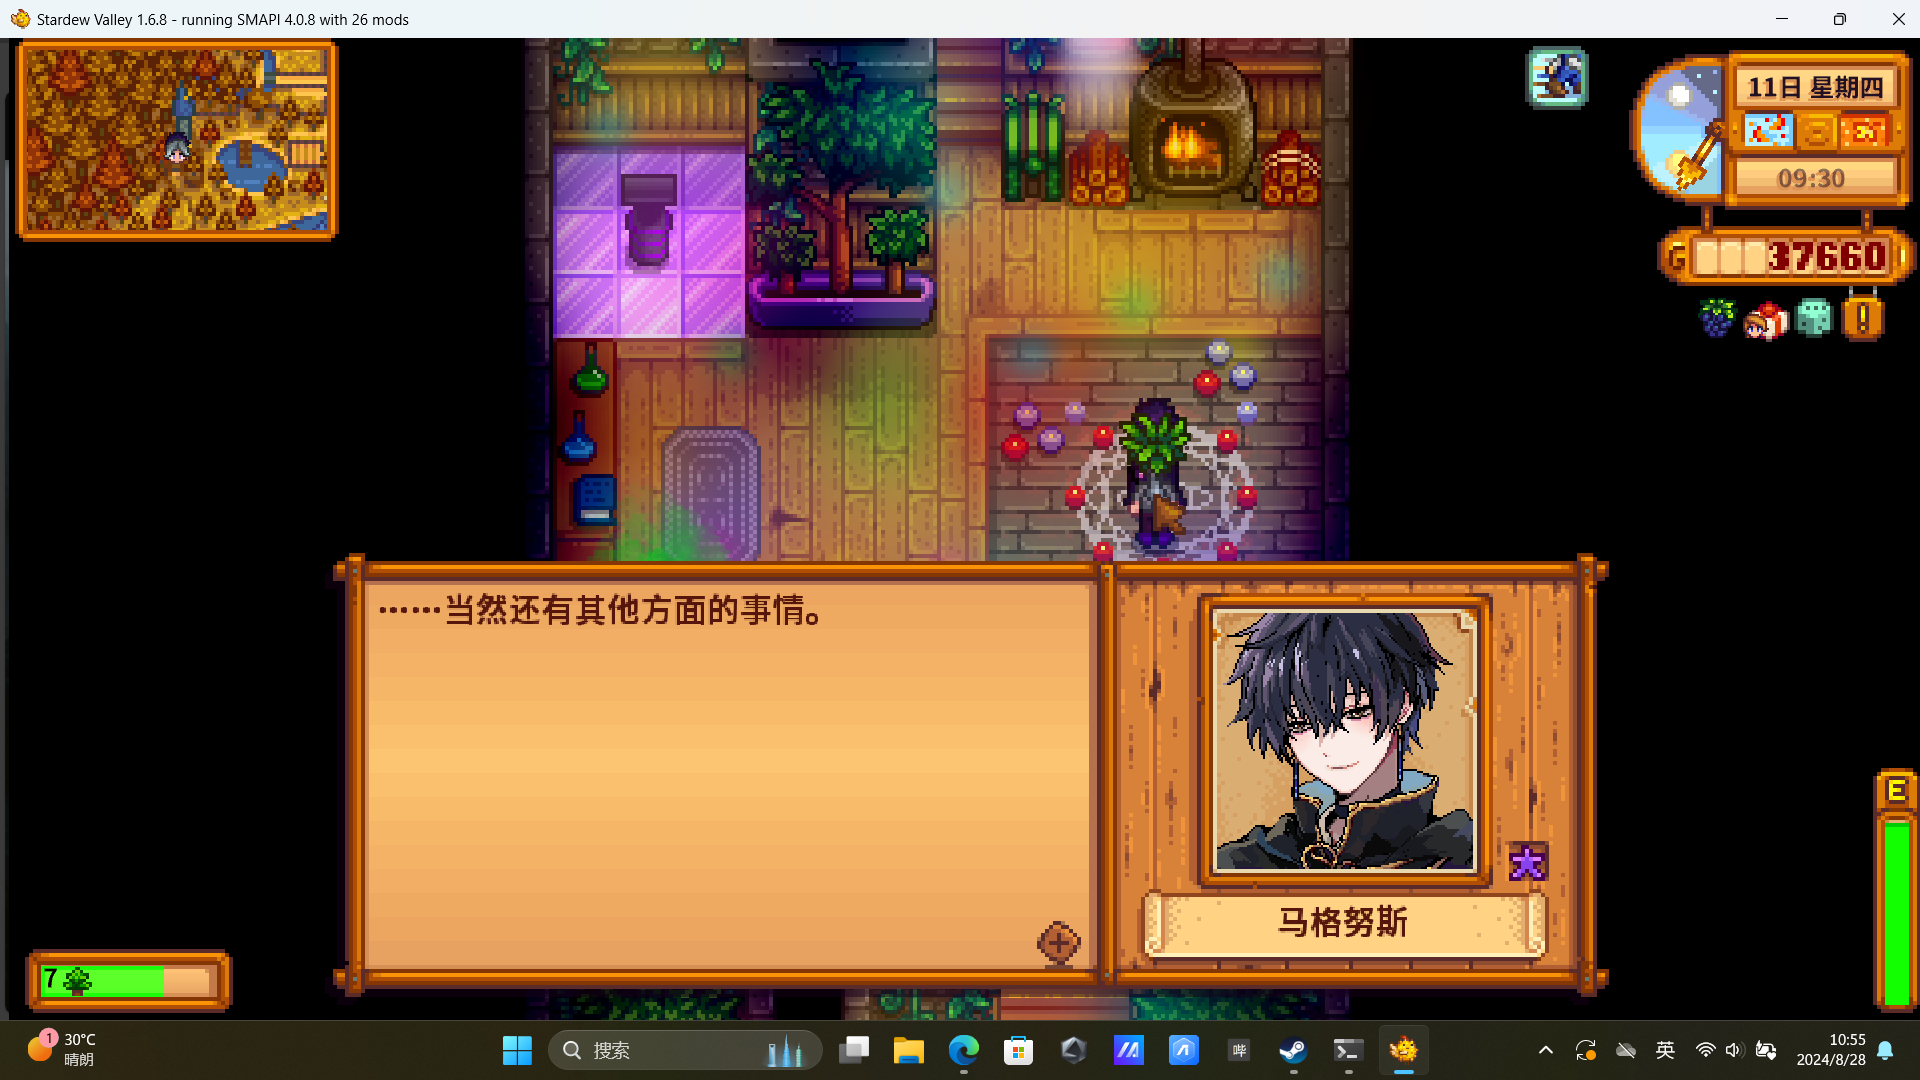 Stardew Valley 1.6.8 - running SMAPI 4.0.8 with 26 mods
11日 星期四
09:30
G
37660
!
……当然还有其他方面的事情。
马格努斯
E
7
1
30°C
晴朗
搜索
哔
英
10:55
2024/8/28